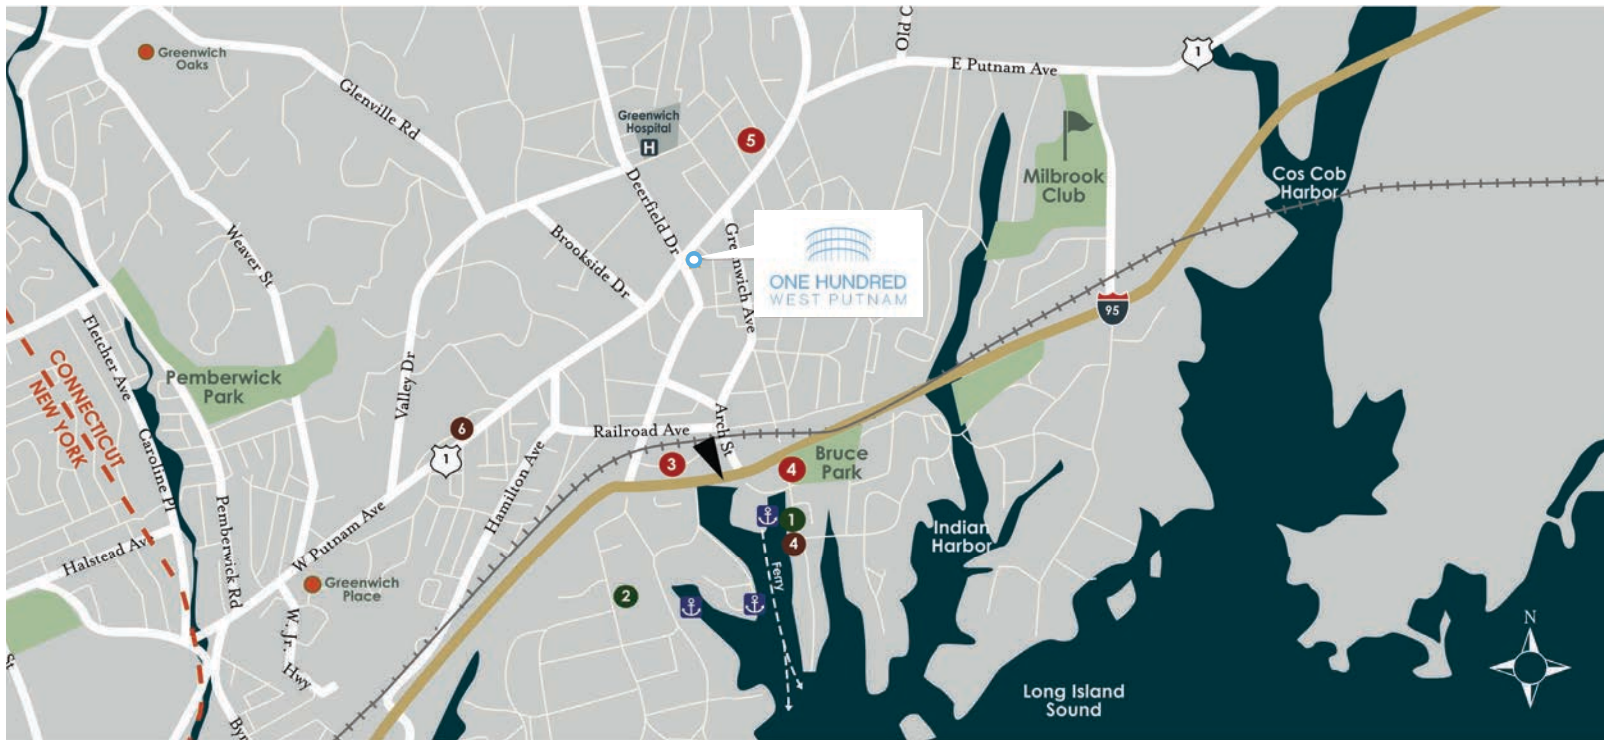 Greenwich
Oaks
Glenville Rd
Old C
E Putnam Ave
1
Greenwich
Hospital
H
5
Milbrook
Club
Cos Cob
Harbor
Deerfield Dr
Weaver St
Brookside Dr
Greenwich Ave
ONE HUNDRED
WEST PUTNAM
95
Fletcher Ave
CONNECTICUT
NEW YORK
Pemberwick
Park
Valley Dr
6
1
Railroad Ave
Arch St
3
4
Bruce
Park
Caroline Pl
Hamilton Ave
Pemberwick Rd
W Putnam Ave
Halstead Av
1
4
Indian
Harbor
Ferry
2
Greenwich
Place
W. Jr.
Hwy
St
Byr
Long Island
Sound
N